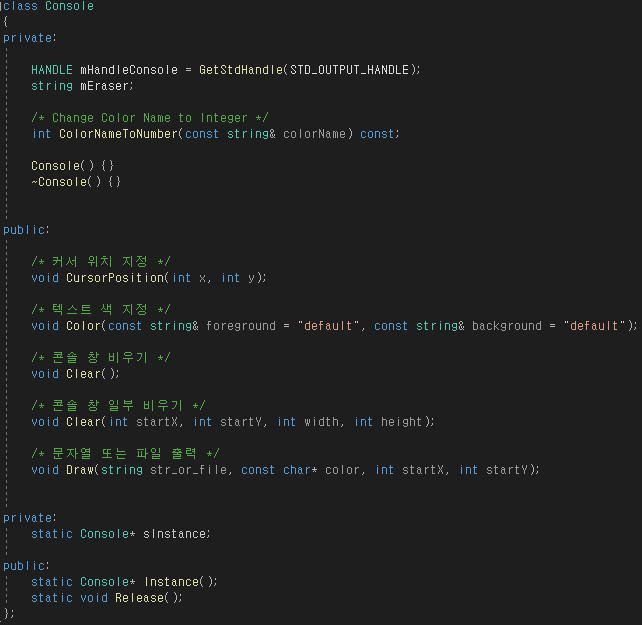 class Console
{
private:
HANDLE mHandleConsole = GetStdHandle(STD_OUTPUT_HANDLE);
string mEraser;
/* Change Color Name to Integer */
int ColorNameToNumber(const string& colorName) const;
Console() {}
~Console() {}
public:
/* 커서 위치 지정 */
void CursorPosition(int x, int y);
/* 텍스트 색 지정 */
void Color(const string& foreground = "default", const string& background = "default");
/* 콘솔 창 비우기 */
void Clear();
/* 콘솔 창 일부 비우기 */
void Clear(int startX, int startY, int width, int height);
/* 문자열 또는 파일 출력 */
void Draw(string str_or_file, const char* color, int startX, int startY);
private:
static Console* sInstance;
public:
static Console* Instance();
static void Release();
};